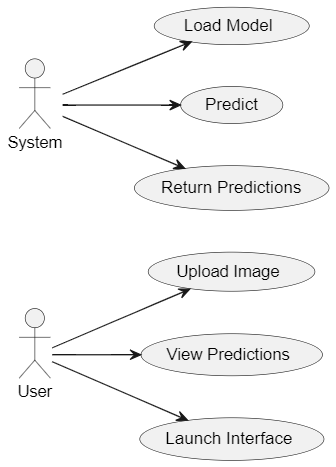 Load Model
System
Predict
Return Predictions
Upload Image
User
View Predictions
Launch Interface